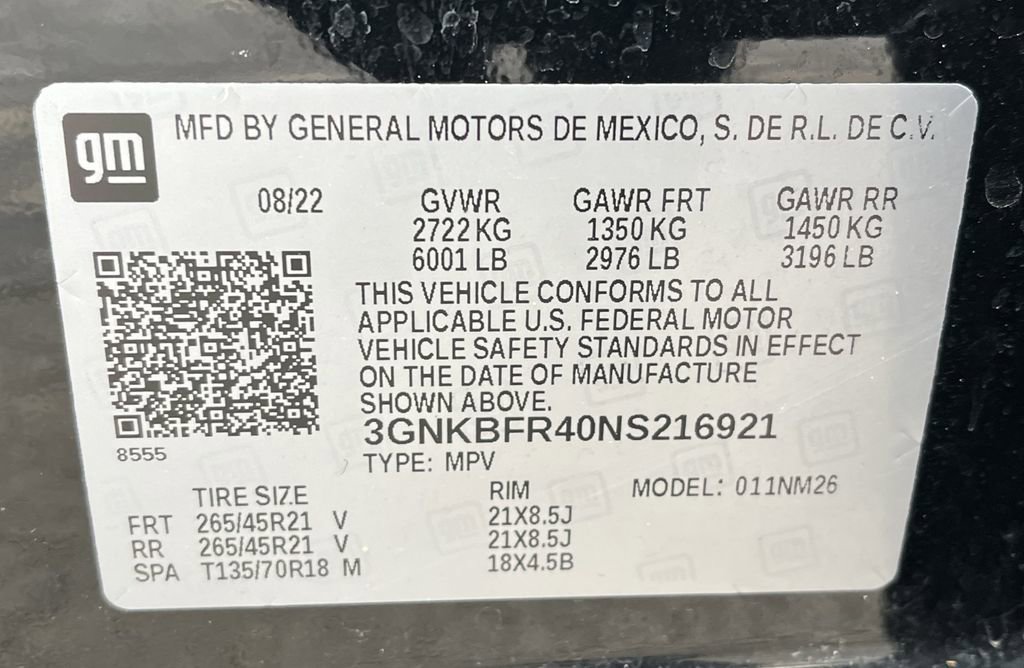 gm
MFD BY GENERAL MOTORS DE MEXICO, S. DE R.L. DE C.V.
08/22 GVWR GAWR FRT GAWR RR
2722 KG 1350 KG 1450 KG
6001 LB 2976 LB 3196 LB
THIS VEHICLE CONFORMS TO ALL
APPLICABLE U.S. FEDERAL MOTOR
VEHICLE SAFETY STANDARDS IN EFFECT
ON THE DATE OF MANUFACTURE
SHOWN ABOVE.
3GNKBFR40NS216921
8555
TYPE: MPV
TIRE SIZE RIM MODEL: 011NM26
FRT 265/45R21 V 21X8.5J
RR 265/45R21 V 21X8.5J
SPA T135/70R18 M 18X4.5B